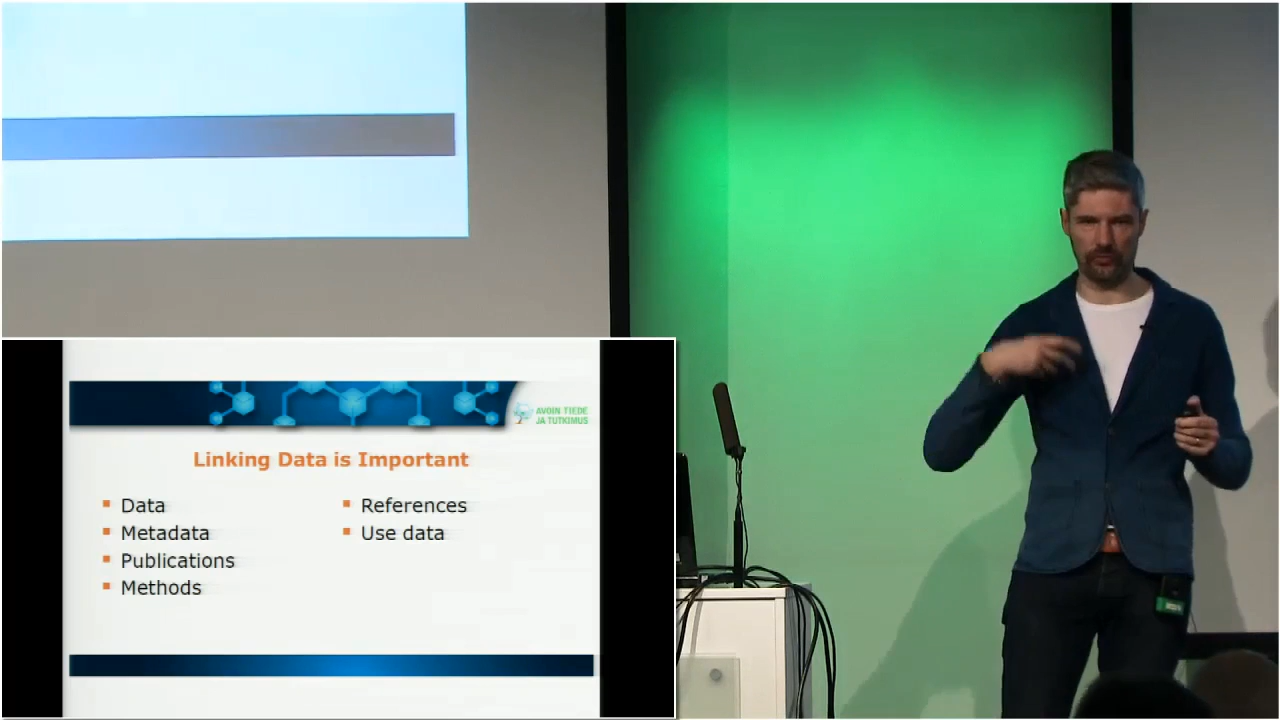 AVOIN TIEDE
JA TUTKIMUS
Linking Data is Important
Data
Metadata
Publications
Methods
References
Use data